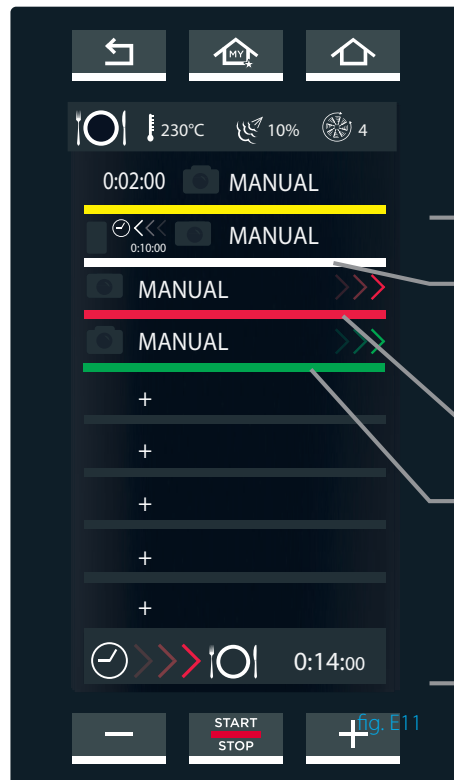 MY
230°C 10% 4
0:02:00 MANUAL
0:10:00 MANUAL
MANUAL
MANUAL
+
+
+
+
+
0:14:00
START
STOP
fig. E11